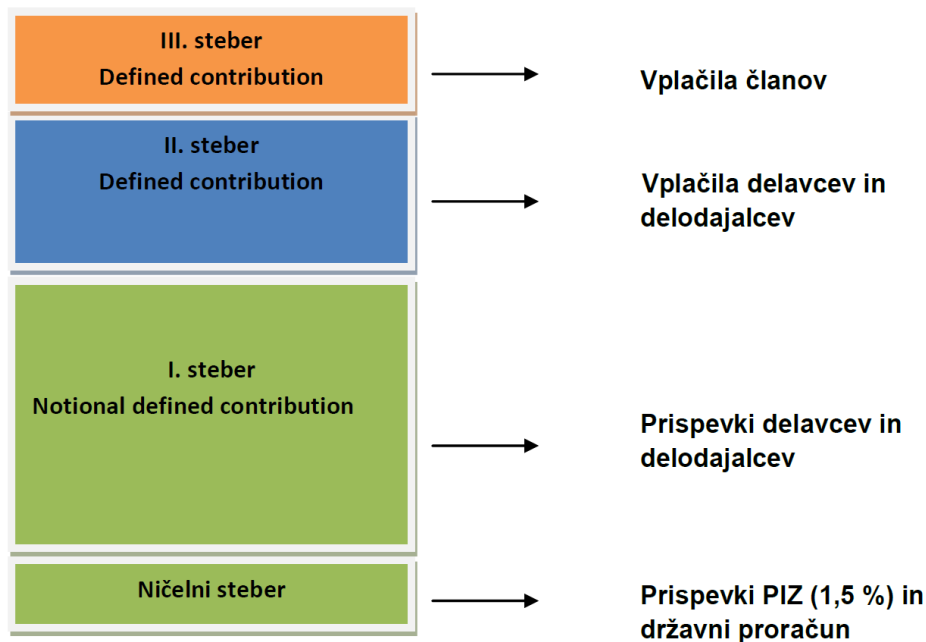 III. steber
Defined contribution
Vplačila članov
II. steber
Defined contribution
Vplačila delavcev in
delodajalcev
I. steber
Notional defined contribution
Prispevki delavcev in
delodajalcev
Ničelni steber
Prispevki PIZ (1,5 %) in
državni proračun